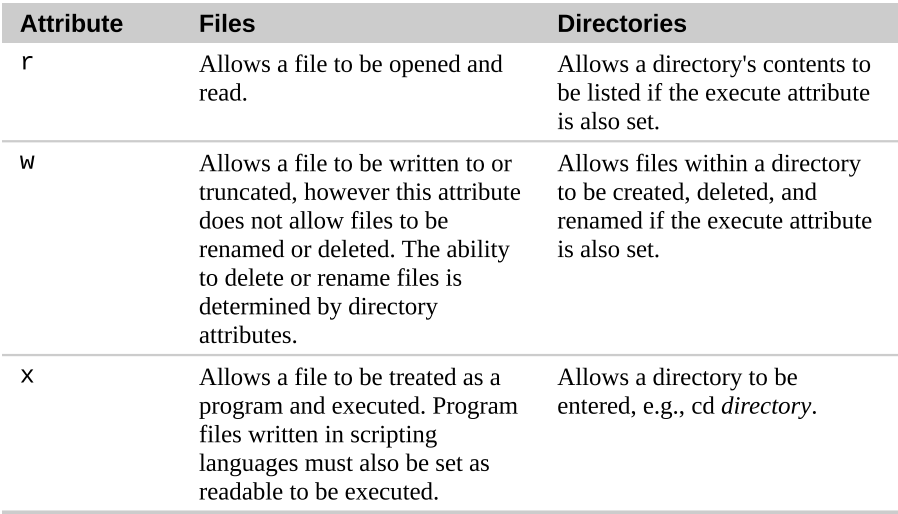 Attribute Files Directories
r Allows a file to be opened and Allows a directory's contents to
read. be listed if the execute attribute
is also set.
w Allows a file to be written to or Allows files within a directory
truncated, however this attribute to be created, deleted, and
does not allow files to be renamed if the execute attribute
renamed or deleted. The ability is also set.
to delete or rename files is
determined by directory
attributes.
x Allows a file to be treated as a Allows a directory to be
program and executed. Program entered, e.g., cd directory.
files written in scripting
languages must also be set as
readable to be executed.